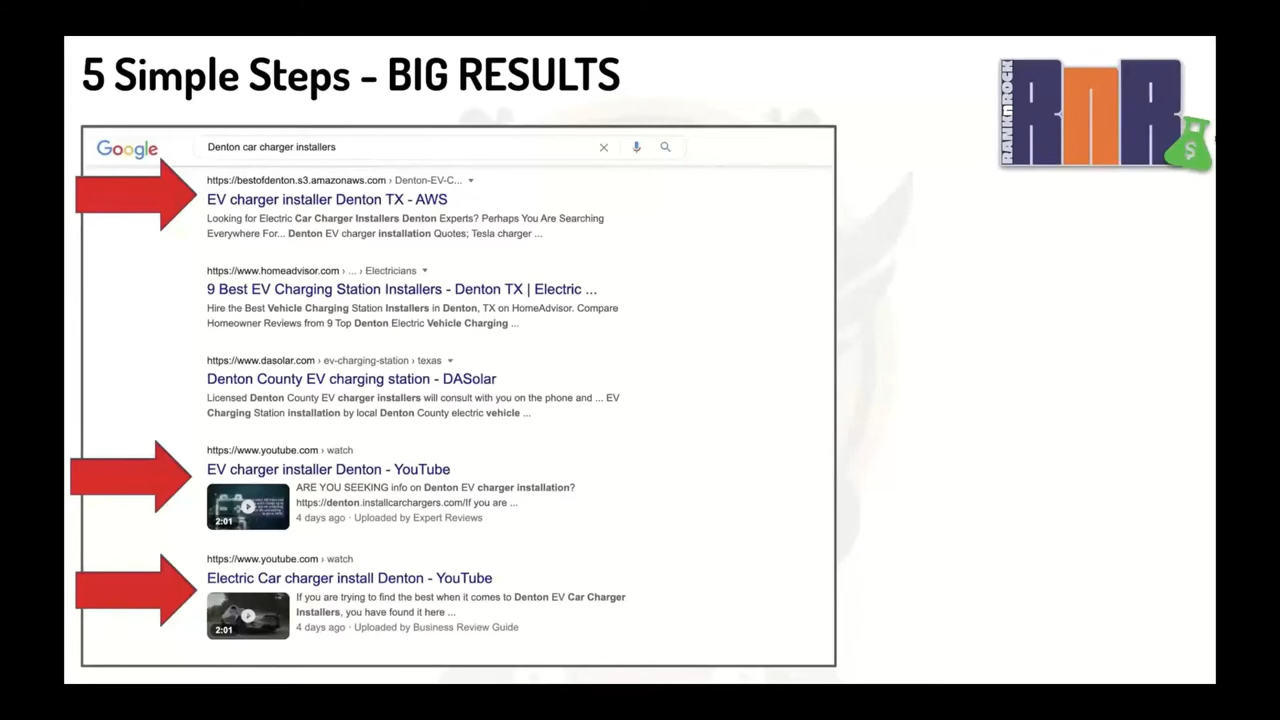 5 Simple Steps - BIG RESULTS
RANKnROCK
RnR
$
Google
Denton car charger installers
https://bestofdenton.s3.amazonaws.com › Denton-EV-C...
EV charger installer Denton TX - AWS
Looking for Electric Car Charger Installers Denton Experts? Perhaps You Are Searching
Everywhere For... Denton EV charger installation Quotes; Tesla charger ...
https://www.homeadvisor.com › ... › Electricians
9 Best EV Charging Station Installers - Denton TX | Electric ...
Hire the Best Vehicle Charging Station Installers in Denton, TX on HomeAdvisor. Compare
Homeowner Reviews from 9 Top Denton Electric Vehicle Charging ...
https://www.dasolar.com › ev-charging-station › texas
Denton County EV charging station - DASolar
Licensed Denton County EV charger installers will consult with you on the phone and ... EV
Charging Station installation by local Denton County electric vehicle ...
https://www.youtube.com › watch
EV charger installer Denton - YouTube
ARE YOU SEEKING info on Denton EV charger installation?
https://denton.installcarchargers.com/If you are ...
2:01
4 days ago · Uploaded by Expert Reviews
https://www.youtube.com › watch
Electric Car charger install Denton - YouTube
If you are trying to find the best when it comes to Denton EV Car Charger
Installers, you have found it here ...
2:01
4 days ago · Uploaded by Business Review Guide